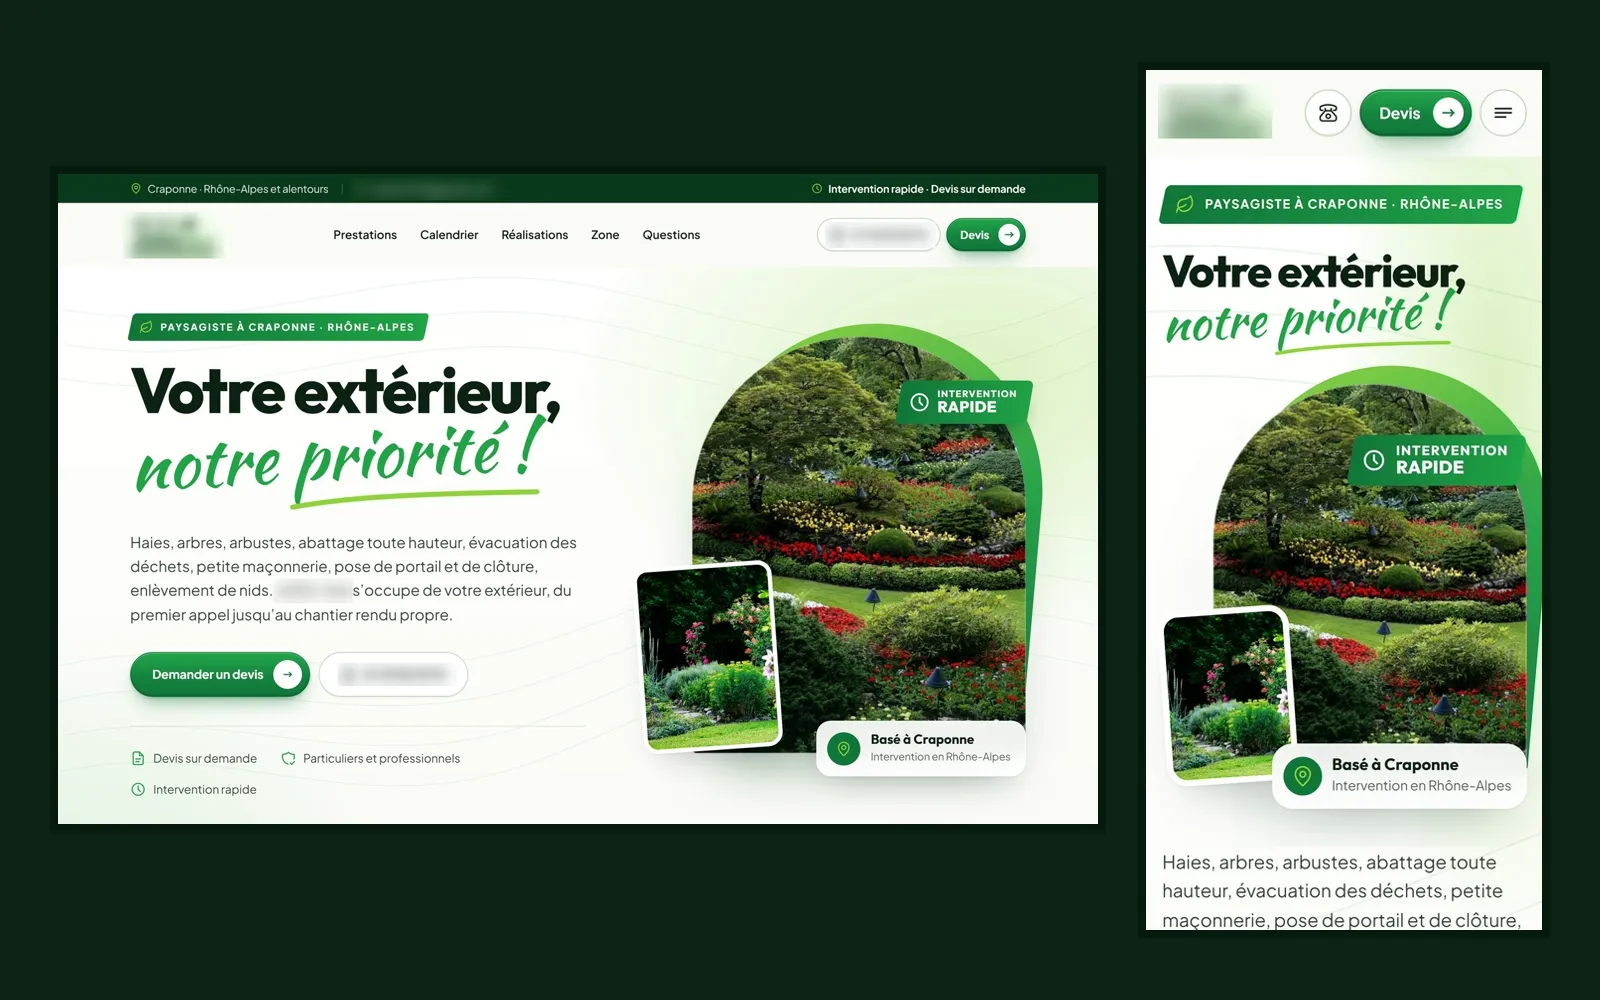 Craponne · Rhône-Alpes et alentours
Intervention rapide · Devis sur demande
Prestations
Calendrier
Réalisations
Zone
Questions
Devis
PAYSAGISTE À CRAPONNE · RHÔNE-ALPES
Votre extérieur,
notre priorité !
Haies, arbres, arbustes, abattage toute hauteur, évacuation des
déchets, petite maçonnerie, pose de portail et de clôture,
enlèvement de nids. s'occupe de votre extérieur, du
premier appel jusqu'au chantier rendu propre.
Demander un devis
Devis sur demande
Particuliers et professionnels
Intervention rapide
INTERVENTION
RAPIDE
Basé à Craponne
Intervention en Rhône-Alpes
Devis
PAYSAGISTE À CRAPONNE · RHÔNE-ALPES
Votre extérieur,
notre priorité !
INTERVENTION
RAPIDE
Basé à Craponne
Intervention en Rhône-Alpes
Haies, arbres, arbustes, abattage toute
hauteur, évacuation des déchets, petite
maçonnerie, pose de portail et de clôture,